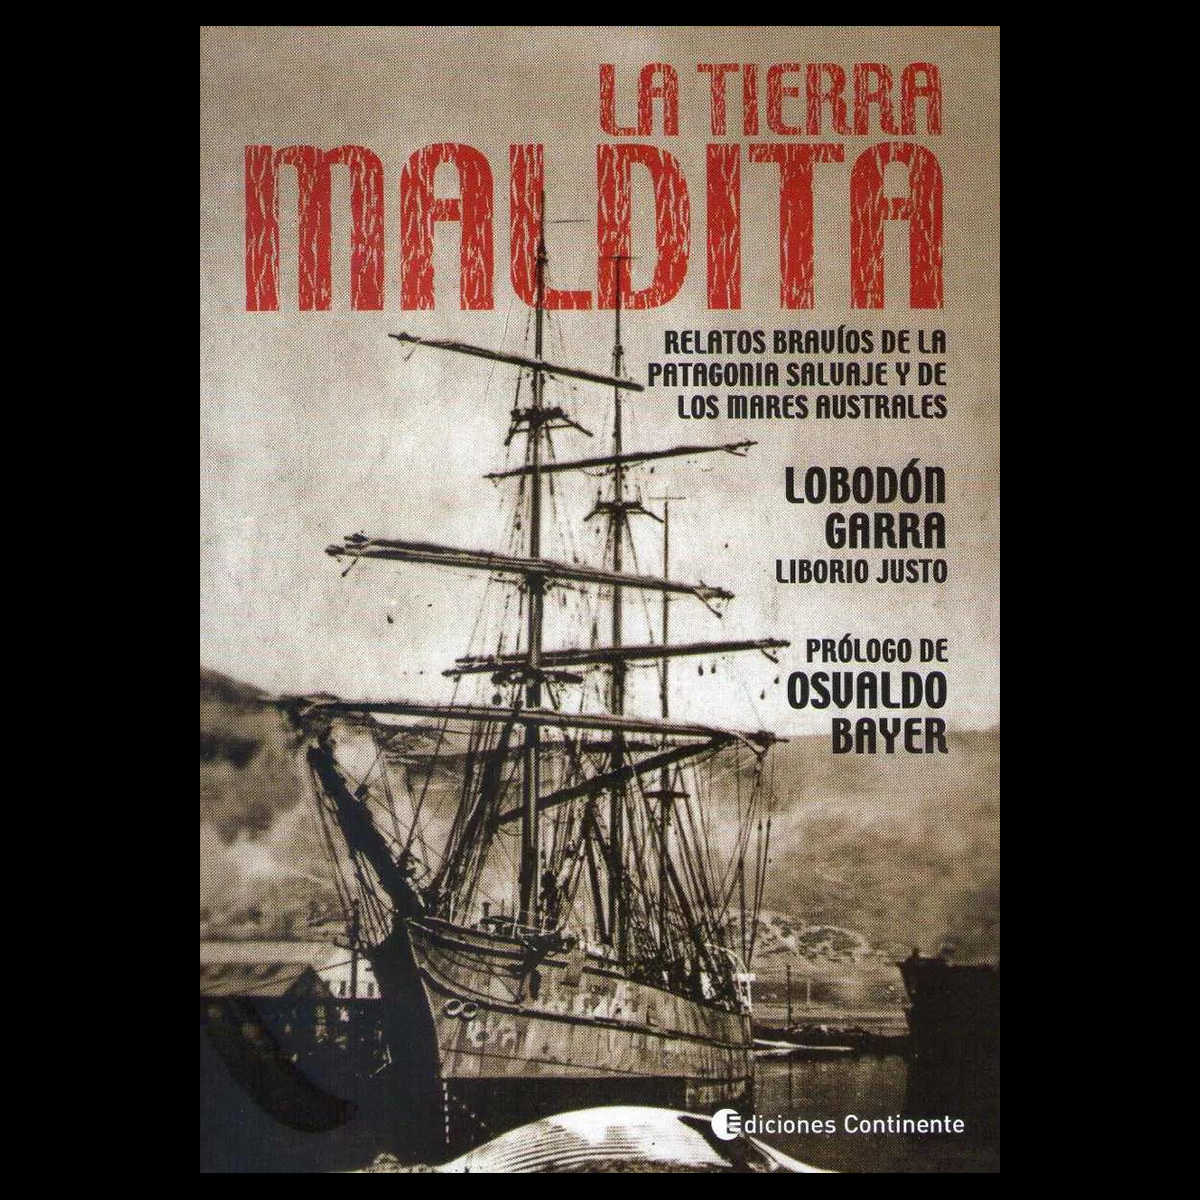 LA TIERRA
MALDITA
RELATOS BRAVÍOS DE LA
PATAGONIA SALVAJE Y DE
LOS MARES AUSTRALES
LOBODÓN
GARRA
LIBORIO JUSTO
PRÓLOGO DE
OSVALDO
BAYER
Ediciones Continente